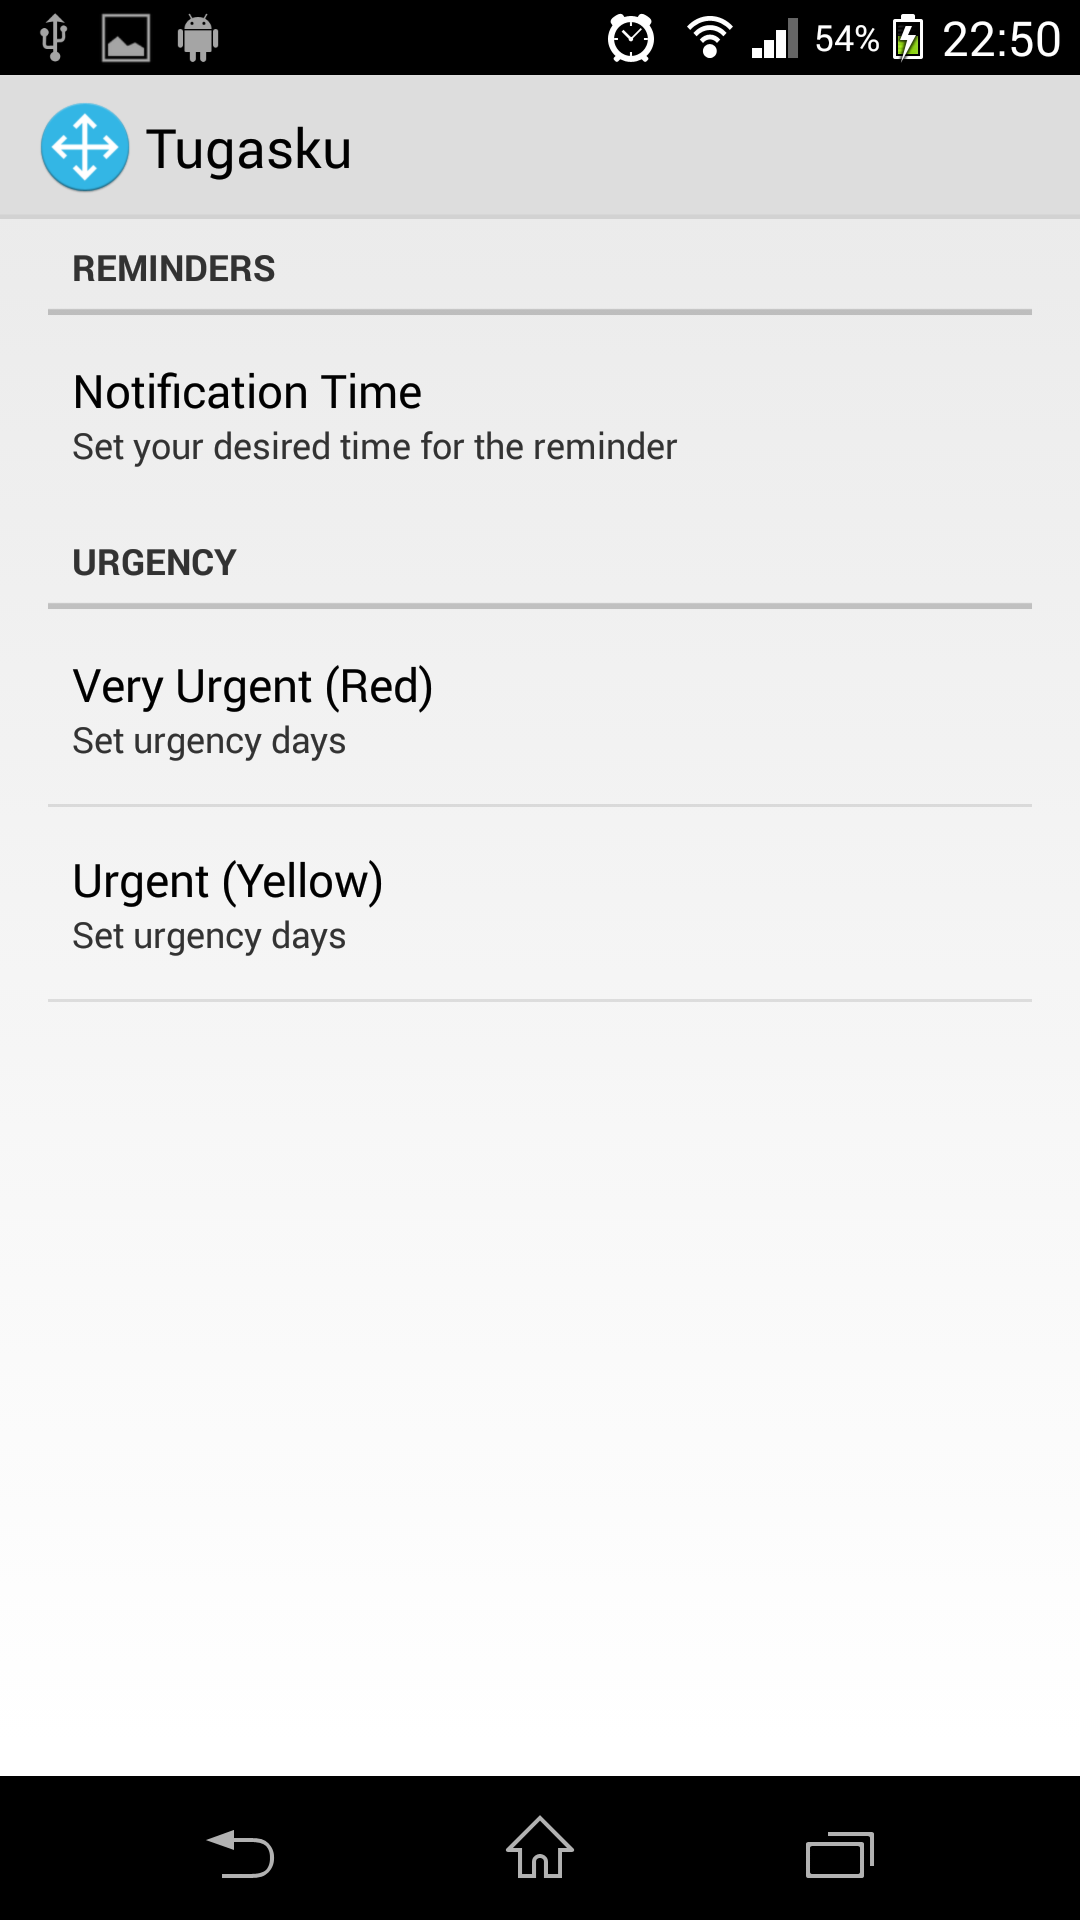 54% 22:50
Tugasku
REMINDERS
Notification Time
Set your desired time for the reminder
URGENCY
Very Urgent (Red)
Set urgency days
Urgent (Yellow)
Set urgency days